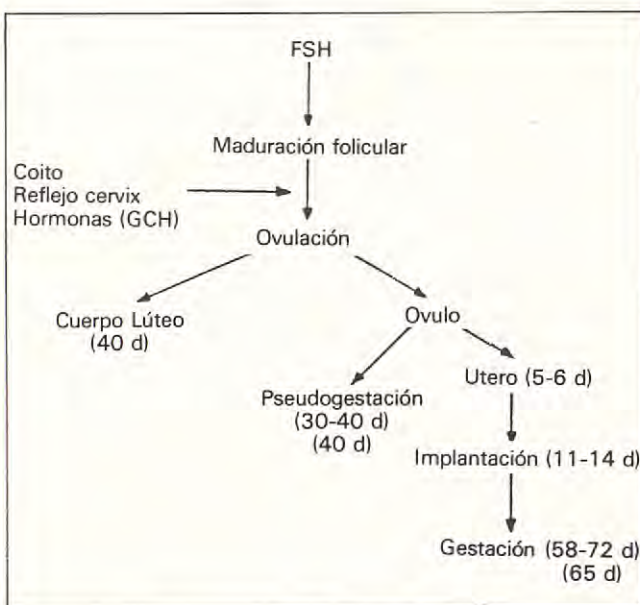 FSH
Maduración folicular
Coito
Reflejo cervix
Hormonas (GCH)
Ovulación
Cuerpo Lúteo
(40 d)
Ovulo
Pseudogestación
(30-40 d)
(40 d)
Utero (5-6 d)
Implantación (11-14 d)
Gestación (58-72 d)
(65 d)